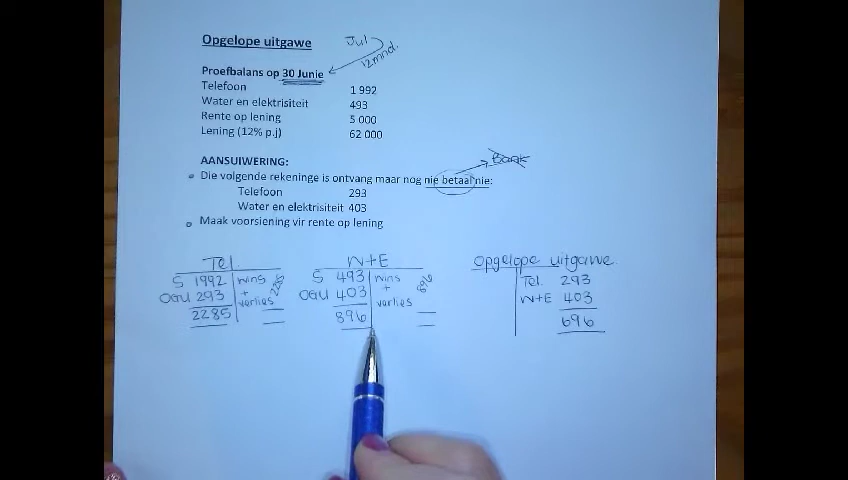 Opgelope uitgawe
Jul
12mnd.
Proefbalans op 30 Junie
Telefoon 1 992
Water en elektrisiteit 493
Rente op lening 5 000
Lening (12% p.j) 62 000
AANSUIWERING:
Bank
Die volgende rekeninge is ontvang maar nog nie betaal nie:
Telefoon 293
Water en elektrisiteit 403
Maak voorsiening vir rente op lening
Tel
S 1992 wins
OGU 293 + verlies 2285
2285
W+E
S 493 wins
OGU 403 + verlies 896
896
Opgelope uitgawe
Tel. 293
W+E 403
696